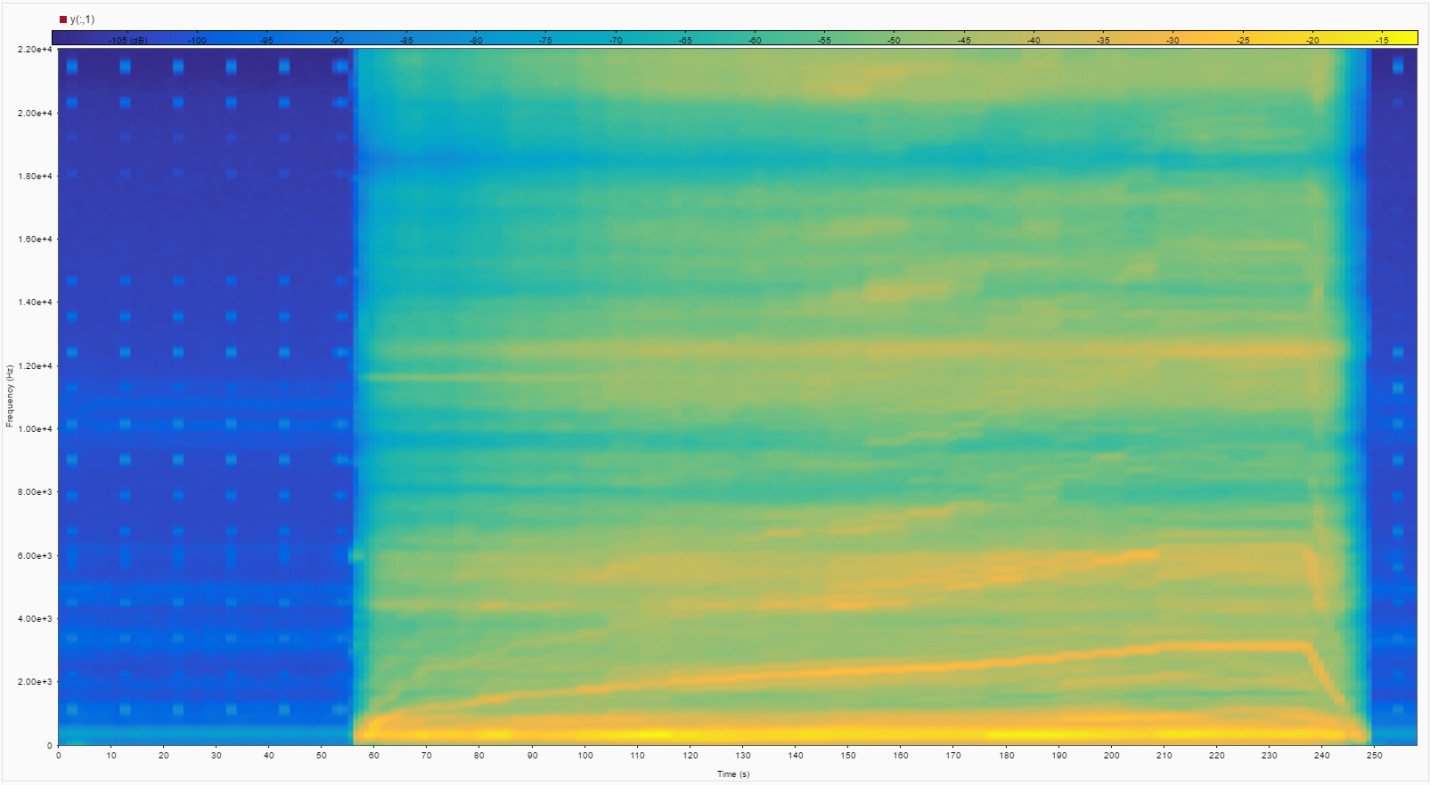 y(:,1)
-105 (dB) -100 -95 -90 -85 -80 -75 -70 -65 -60 -55 -50 -45 -40 -35 -30 -25 -20 -15
2.20e+4
2.00e+4
1.80e+4
1.60e+4
1.40e+4
1.20e+4
Frequency (Hz)
1.00e+4
8.00e+3
6.00e+3
4.00e+3
2.00e+3
0
0 10 20 30 40 50 60 70 80 90 100 110 120 130 140 150 160 170 180 190 200 210 220 230 240 250
Time (s)